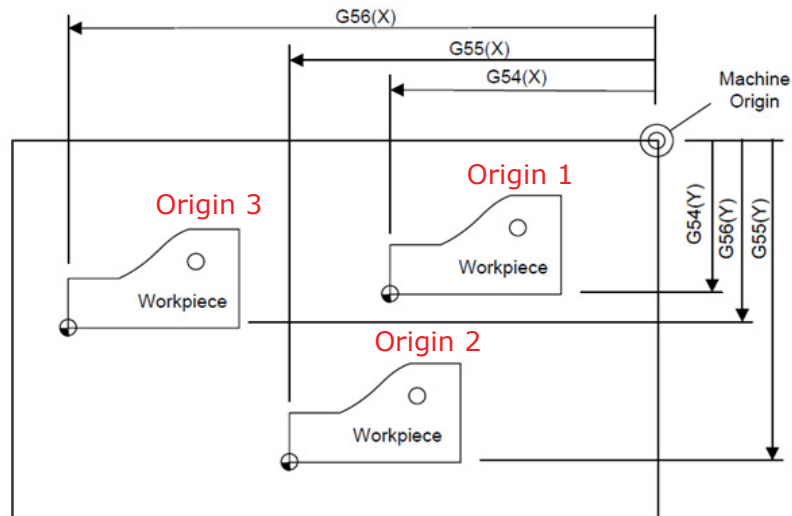 G56(X)
G55(X)
G54(X)
Machine
Origin
Origin 1
Origin 3
G54(Y)
G56(Y)
G55(Y)
Workpiece
Workpiece
Origin 2
Workpiece